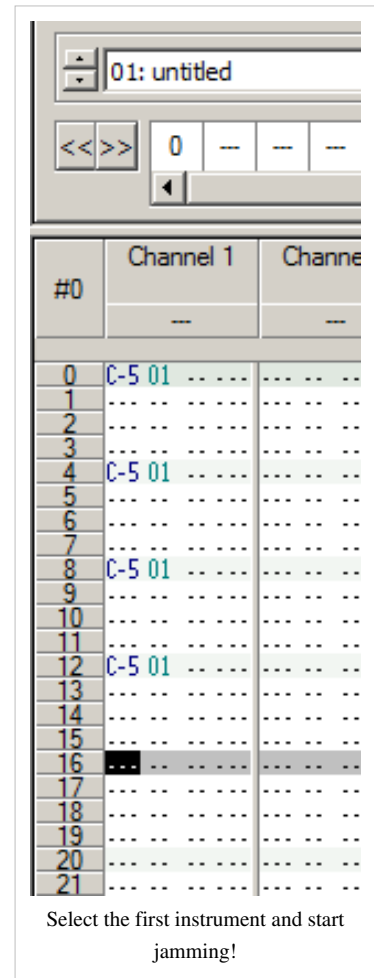 01: untitled
<< >> 0 --- --- ---
Channel 1 Channe
#0
--- ---
0 C-5 01 .. ... ... .. ..
1 ... .. .. ... ... .. ..
2 ... .. .. ... ... .. ..
3 ... .. .. ... ... .. ..
4 C-5 01 .. ... ... .. ..
5 ... .. .. ... ... .. ..
6 ... .. .. ... ... .. ..
7 ... .. .. ... ... .. ..
8 C-5 01 .. ... ... .. ..
9 ... .. .. ... ... .. ..
10 ... .. .. ... ... .. ..
11 ... .. .. ... ... .. ..
12 C-5 01 .. ... ... .. ..
13 ... .. .. ... ... .. ..
14 ... .. .. ... ... .. ..
15 ... .. .. ... ... .. ..
16 ... .. .. ... ... .. ..
17 ... .. .. ... ... .. ..
18 ... .. .. ... ... .. ..
19 ... .. .. ... ... .. ..
20 ... .. .. ... ... .. ..
21 ... .. .. ... ... .. ..
Select the first instrument and start
jamming!